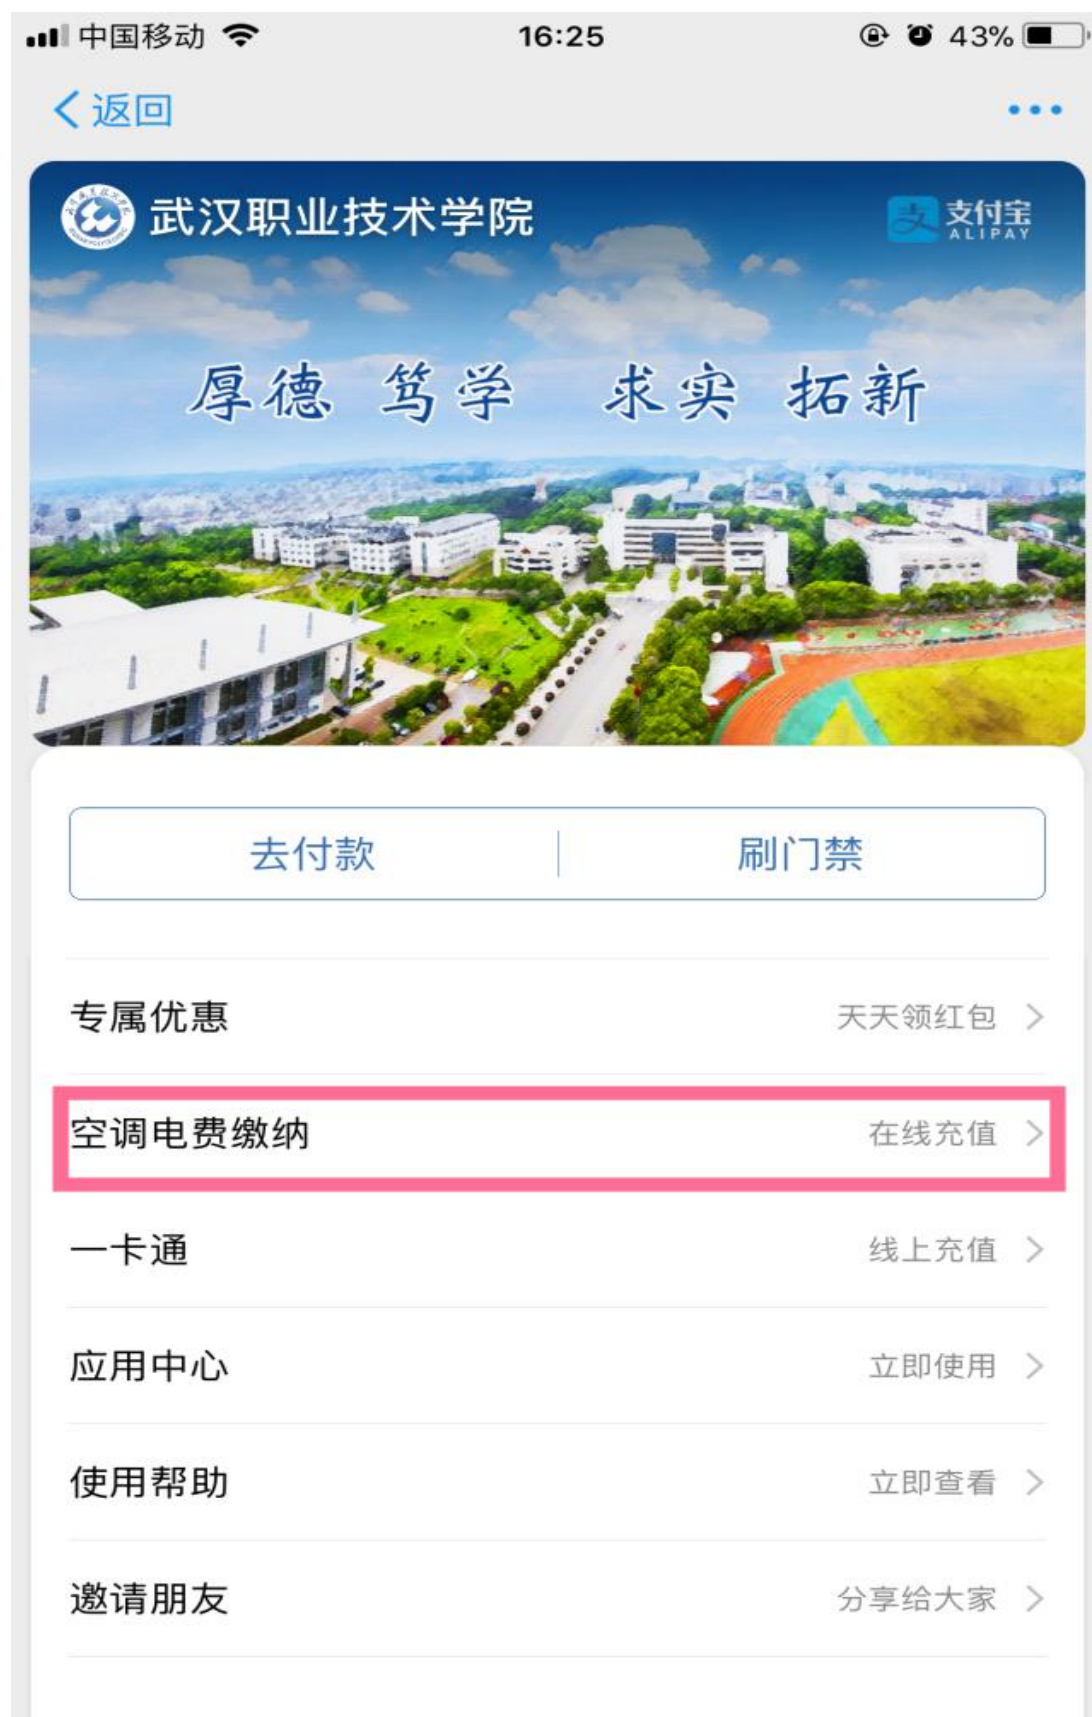 中国移动 16:25 43%
返回
武汉职业技术学院 支付宝
ALIPAY
厚德 笃学 求实 拓新
去付款 刷门禁
专属优惠 天天领红包
空调电费缴纳 在线充值
一卡通 线上充值
应用中心 立即使用
使用帮助 立即查看
邀请朋友 分享给大家